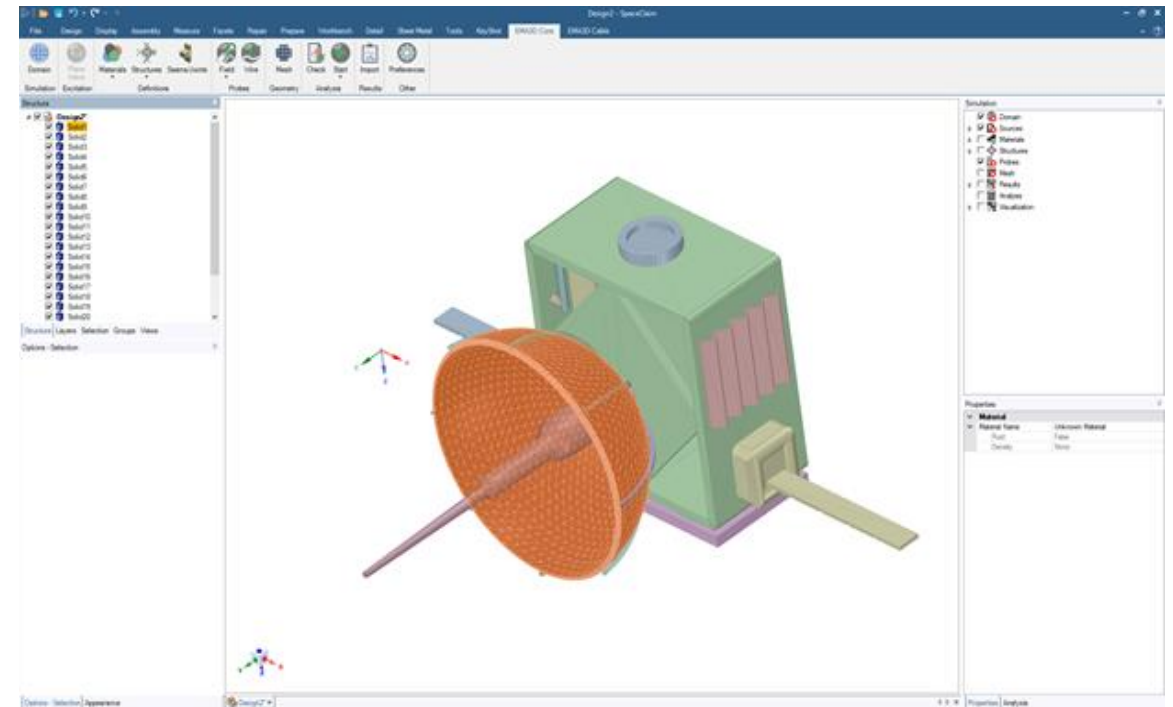 Design2 - SpaceClaim
File Design Display Assembly Measure Facets Repair Prepare Workbench Detail Sheet Metal Tools KeyShot EMA3D Core EMA3D Cable
Domain Plane Wave Materials Structures Seams/Joints Field Wire Mesh Check Start Import Preferences
Simulation Excitation Definitions Probes Geometry Analysis Results Other
Structure
Design2*
Solid1
Solid2
Solid3
Solid4
Solid5
Solid6
Solid7
Solid8
Solid9
Solid10
Solid11
Solid12
Solid13
Solid14
Solid15
Solid16
Solid17
Solid18
Solid19
Solid20
Structure Layers Selection Groups Views
Options - Selection
Options - Selection Appearance
Design2*
Simulation
Domain
Sources
Materials
Structures
Probes
Mesh
Results
Analysis
Visualization
Properties
Material
Material Name Unknown Material
Fluid False
Density None
Properties Analysis